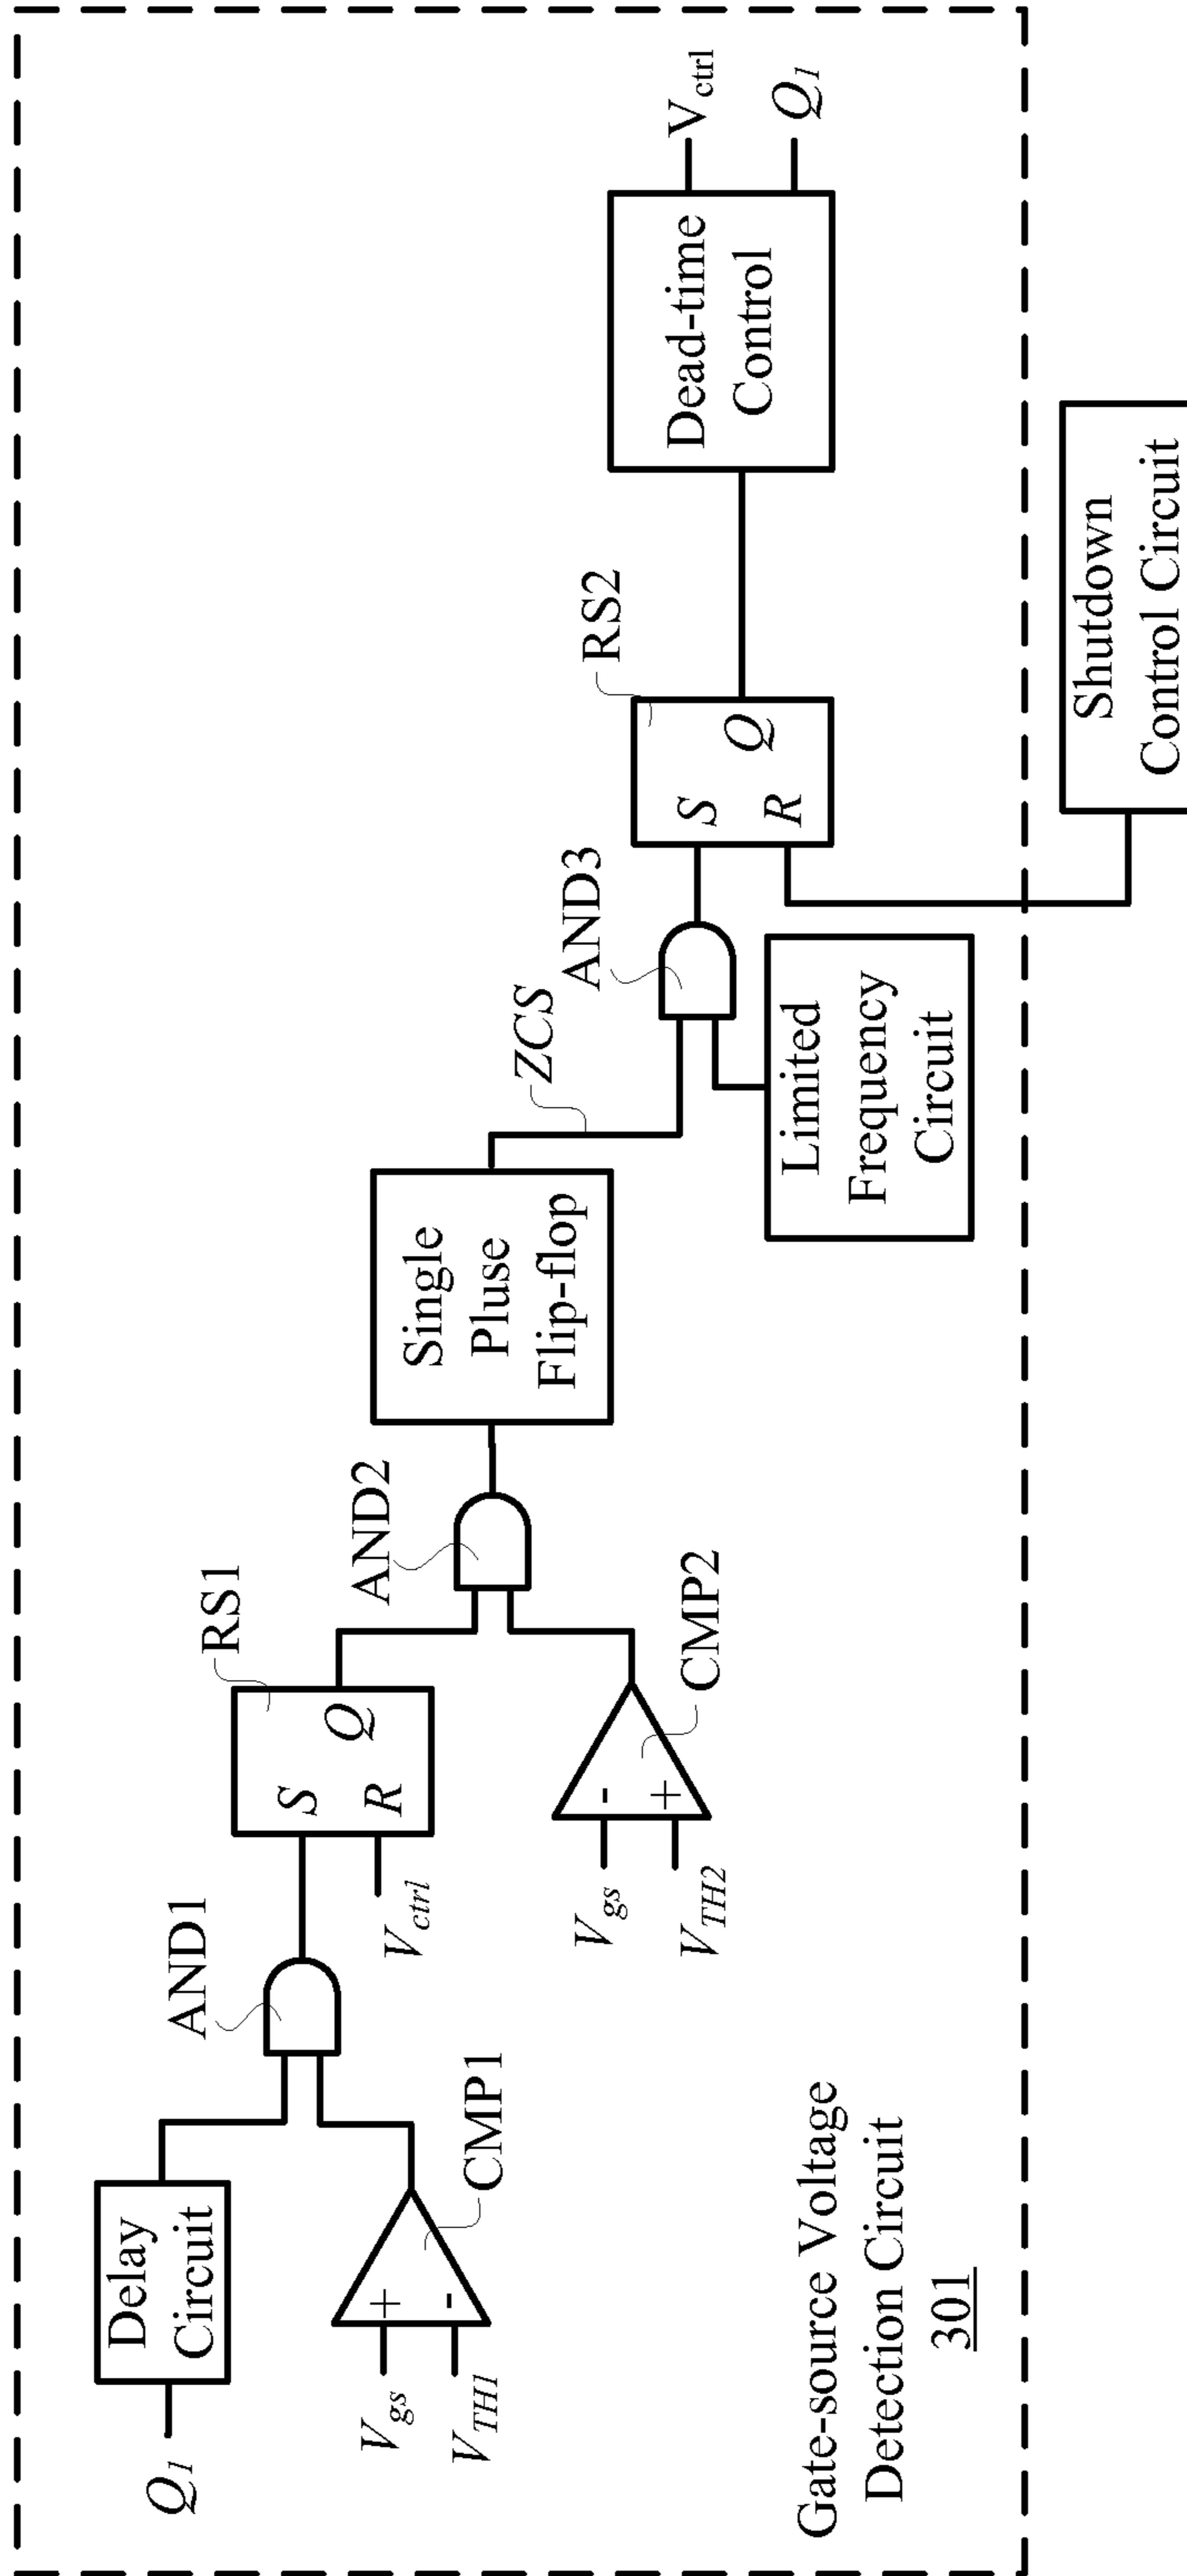 Q1
Delay
Circuit
Vgs
VTH1
+
-
CMP1
AND1
Vctrl
S
R
Q
RS1
Vgs
VTH2
-
+
CMP2
AND2
Single
Pluse
Flip-flop
ZCS
Limited
Frequency
Circuit
AND3
S
R
Q
RS2
Dead-time
Control
Vctrl
Q1
Shutdown
Control Circuit
Gate-source Voltage
Detection Circuit
301